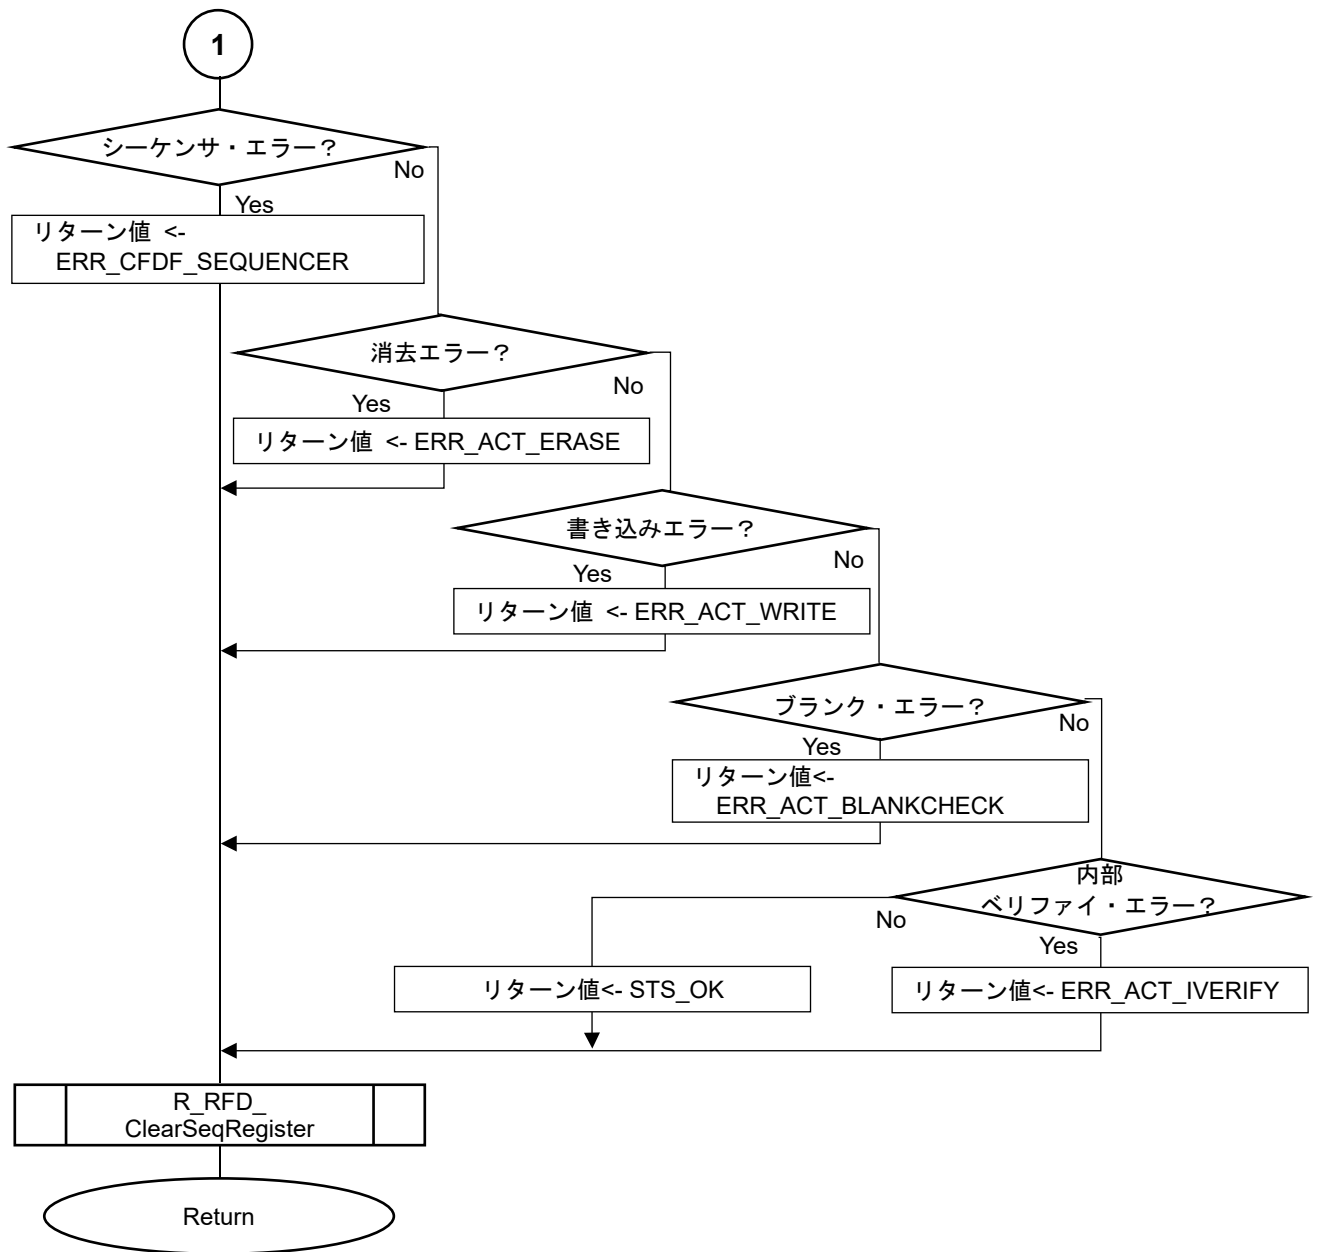 1
シーケンサ・エラー？
No
Yes
リターン値 <-
ERR_CFDF_SEQUENCER
消去エラー？
No
Yes
リターン値 <- ERR_ACT_ERASE
書き込みエラー？
No
Yes
リターン値 <- ERR_ACT_WRITE
ブランク・エラー？
No
Yes
リターン値<-
ERR_ACT_BLANKCHECK
内部
ベリファイ・エラー？
No
Yes
リターン値<- STS_OK
リターン値<- ERR_ACT_IVERIFY
R_RFD_
ClearSeqRegister
Return